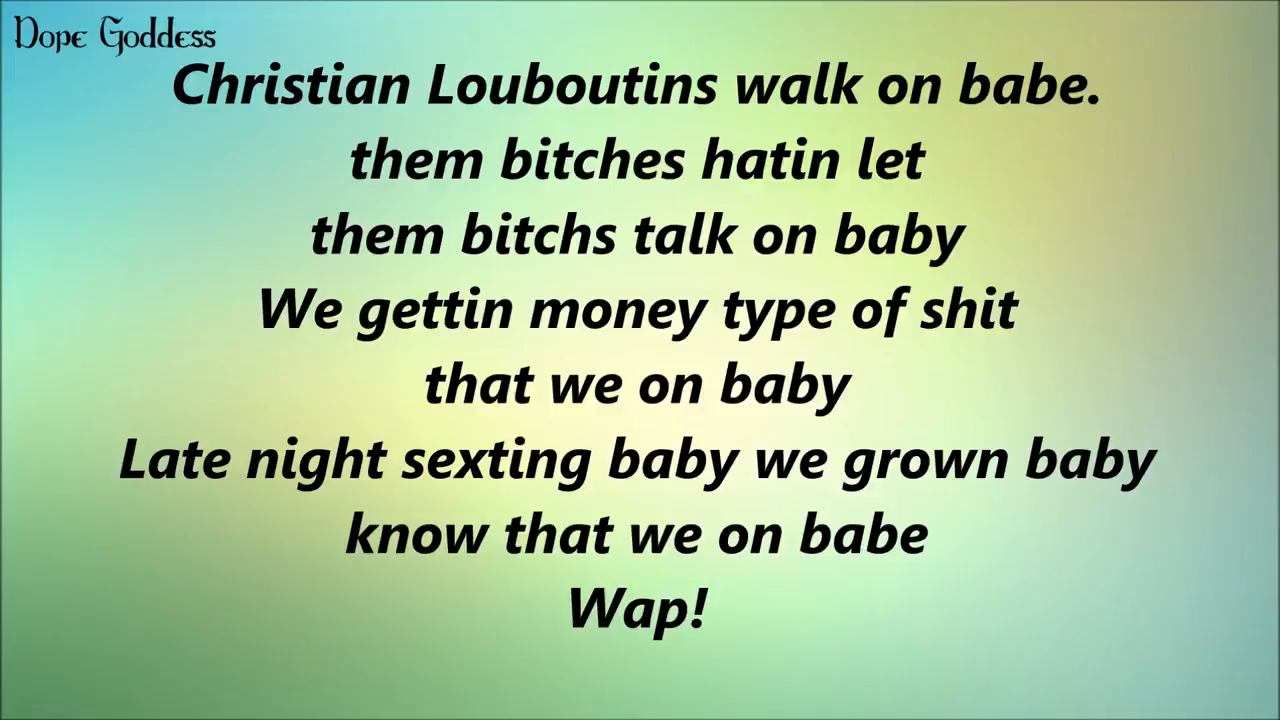 Dope Goddess
Christian Louboutins walk on babe.
them bitches hatin let
them bitchs talk on baby
We gettin money type of shit
that we on baby
Late night sexting baby we grown baby
know that we on babe
Wap!